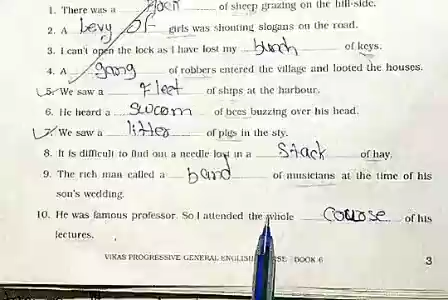 1. There was a flock of sheep grazing on the hill-side.
2. A Levy of girls was shouting slogans on the road.
3. I can't open the lock as I have lost my bunch of keys.
4. A gang of robbers entered the village and looted the houses.
5. We saw a Fleet of ships at the harbour.
6. He heard a swoom of bees buzzing over his head.
7. We saw a litter of pigs in the sty.
8. It is difficult to find out a needle lost in a Stack of hay.
9. The rich man called a band of musicians at the time of his
son's wedding.
10. He was famous professor. So I attended the whole course of his
lectures.
VIKAS PROGRESSIVE GENERAL ENGLISH BOOK-6 3